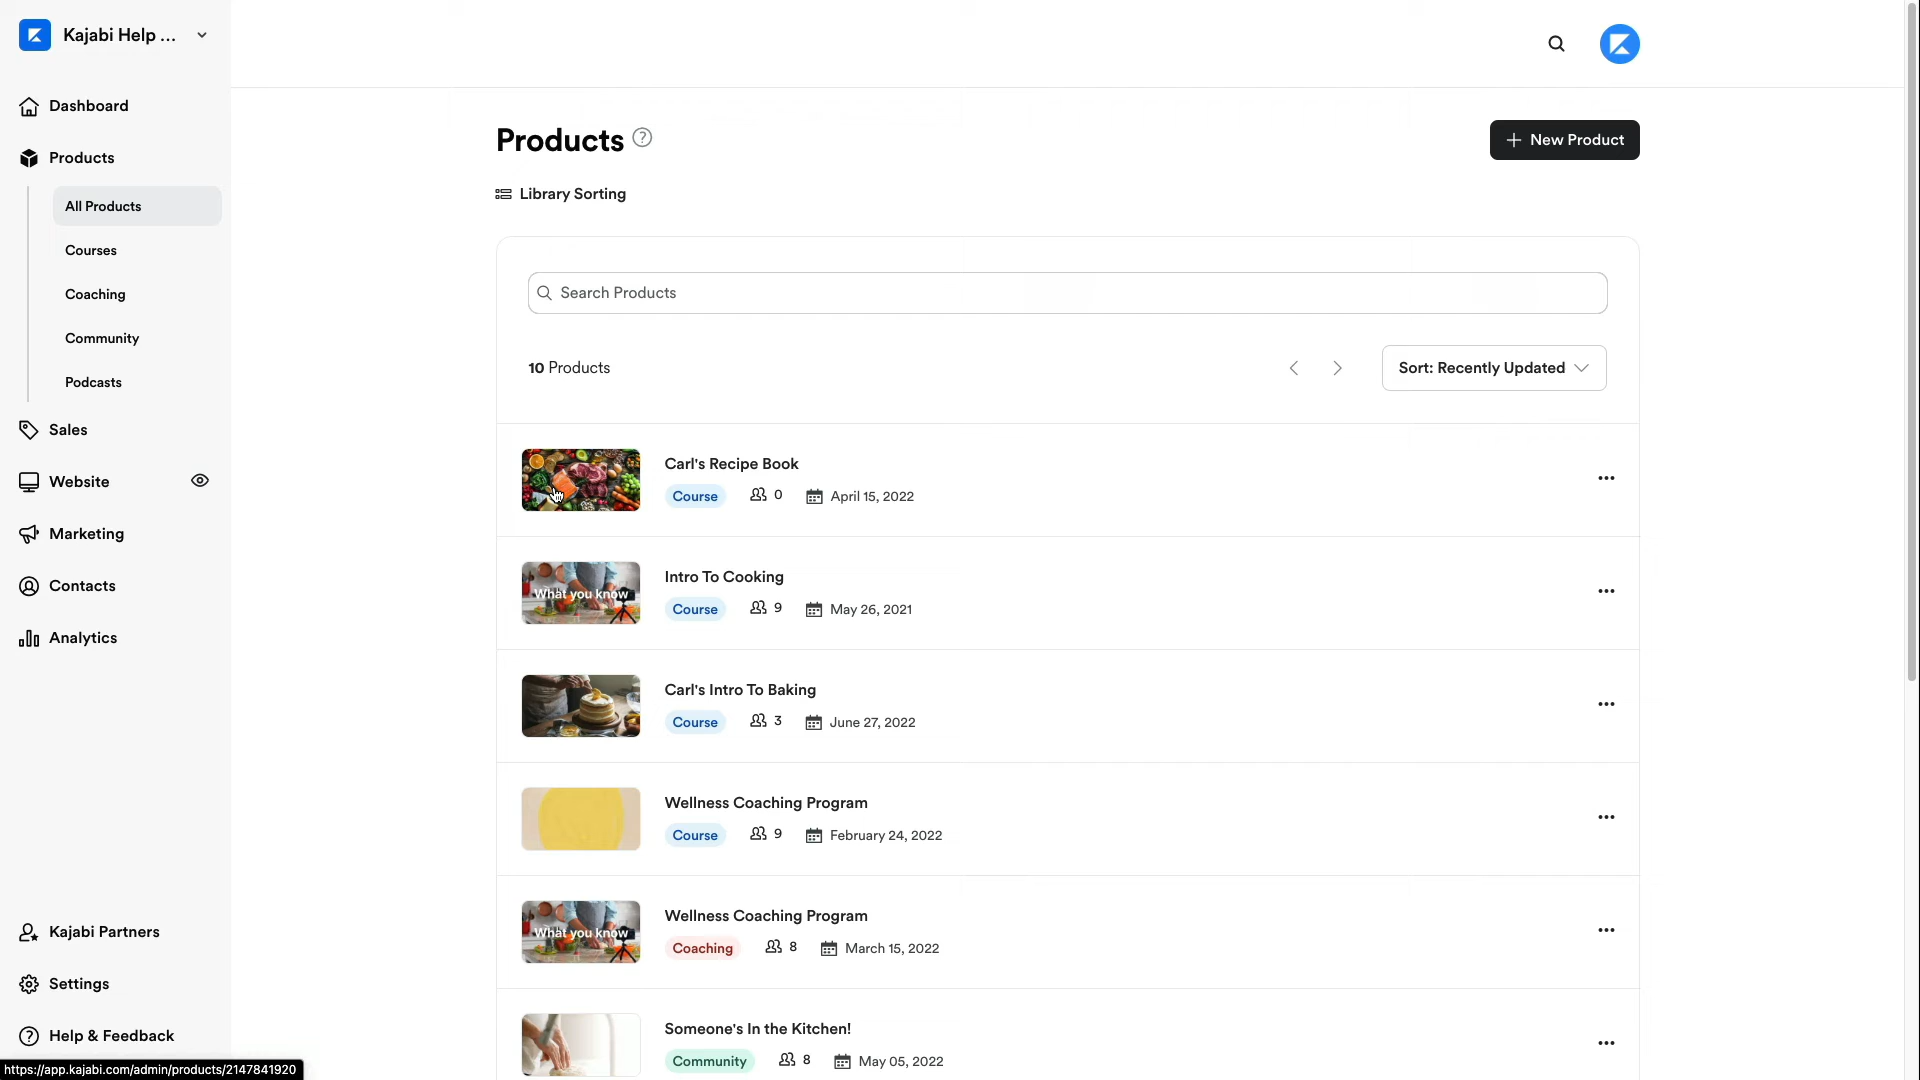 Kajabi Help ...
Dashboard
Products
All Products
Courses
Coaching
Community
Podcasts
Sales
Website
Marketing
Contacts
Analytics
Kajabi Partners
Settings
Help & Feedback
https://app.kajabi.com/admin/products/2147841920
Products ?
+ New Product
Library Sorting
Search Products
10 Products
Sort: Recently Updated
Carl's Recipe Book
Course 0 April 15, 2022
What you know
Intro To Cooking
Course 9 May 26, 2021
Carl's Intro To Baking
Course 3 June 27, 2022
Wellness Coaching Program
Course 9 February 24, 2022
What you know
Wellness Coaching Program
Coaching 8 March 15, 2022
Someone's In the Kitchen!
Community 8 May 05, 2022